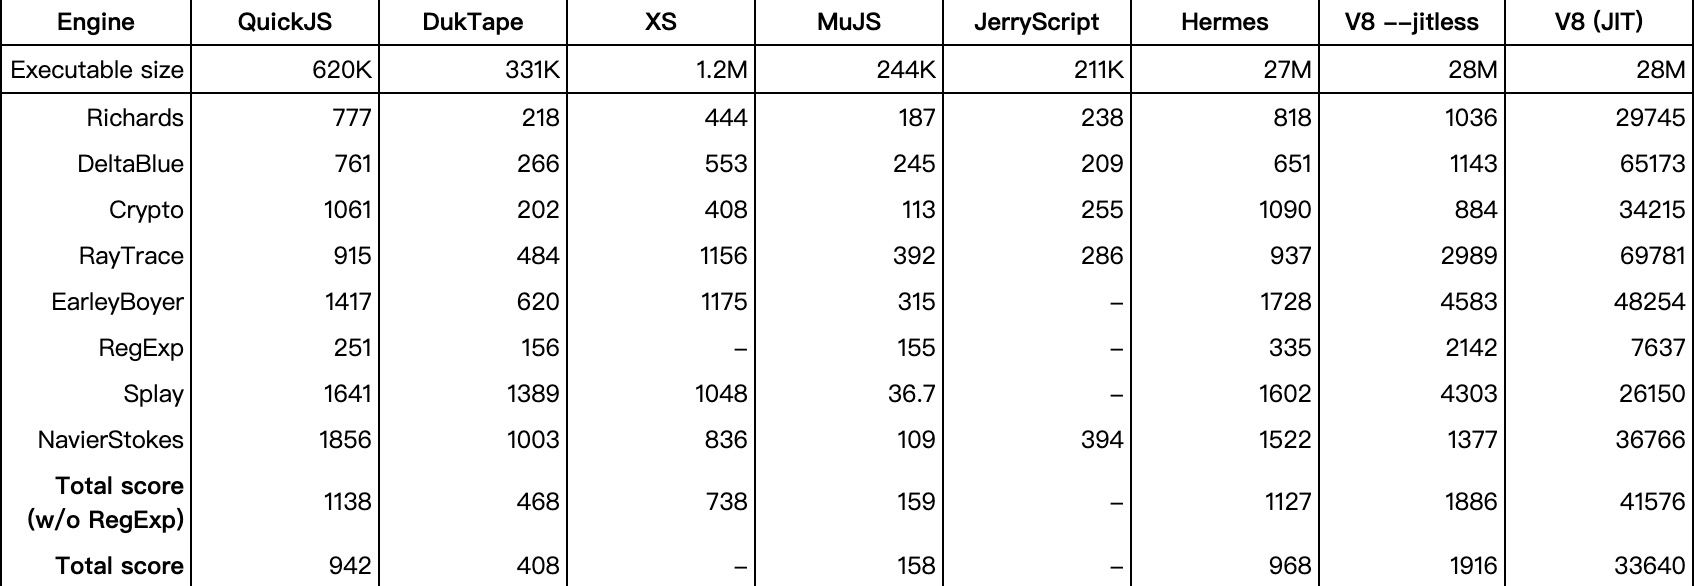 Engine QuickJS DukTape XS MuJS JerryScript Hermes V8 --jitless V8 (JIT)
Executable size 620K 331K 1.2M 244K 211K 27M 28M 28M
Richards 777 218 444 187 238 818 1036 29745
DeltaBlue 761 266 553 245 209 651 1143 65173
Crypto 1061 202 408 113 255 1090 884 34215
RayTrace 915 484 1156 392 286 937 2989 69781
EarleyBoyer 1417 620 1175 315 – 1728 4583 48254
RegExp 251 156 – 155 – 335 2142 7637
Splay 1641 1389 1048 36.7 – 1602 4303 26150
NavierStokes 1856 1003 836 109 394 1522 1377 36766
Total score
(w/o RegExp) 1138 468 738 159 – 1127 1886 41576
Total score 942 408 – 158 – 968 1916 33640